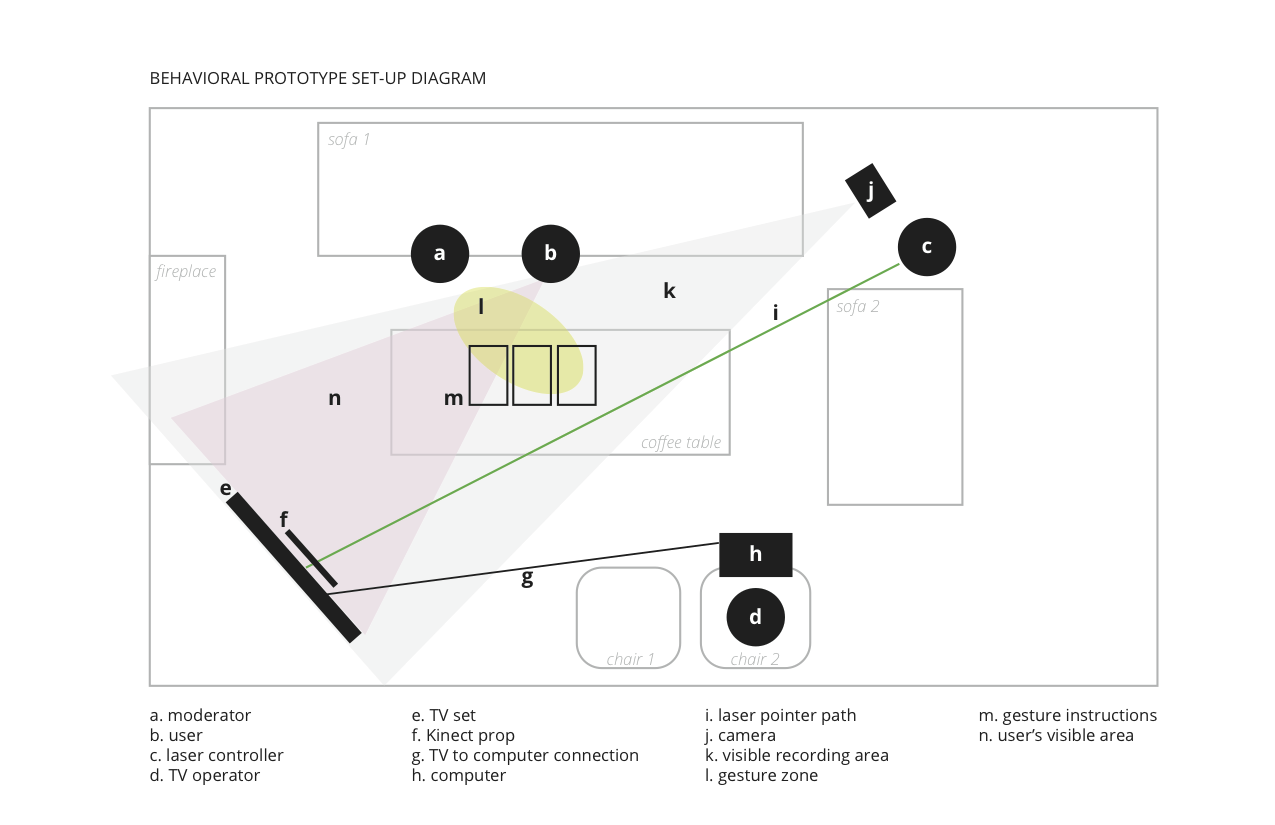 BEHAVIORAL PROTOTYPE SET-UP DIAGRAM
sofa 1
j
a
b
c
fireplace
k
l
i
sofa 2
n
m
coffee table
e
f
h
g
d
chair 1
chair 2
a. moderator
b. user
c. laser controller
d. TV operator
e. TV set
f. Kinect prop
g. TV to computer connection
h. computer
i. laser pointer path
j. camera
k. visible recording area
l. gesture zone
m. gesture instructions
n. user’s visible area